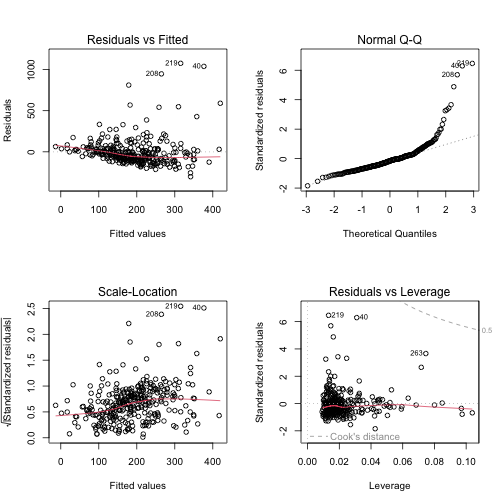 Residuals vs Fitted
Residuals
1000
500
0
219
40
208
0 100 200 300 400
Fitted values
Normal Q-Q
Standardized residuals
6
4
2
0
-2
219
40
208
-3 -2 -1 0 1 2 3
Theoretical Quantiles
Scale-Location
√|Standardized residuals|
2.5
2.0
1.5
1.0
0.5
0.0
219
40
208
0 100 200 300 400
Fitted values
Residuals vs Leverage
Standardized residuals
6
4
2
0
-2
219
40
263
0.5
Cook's distance
0.00 0.02 0.04 0.06 0.08 0.10
Leverage